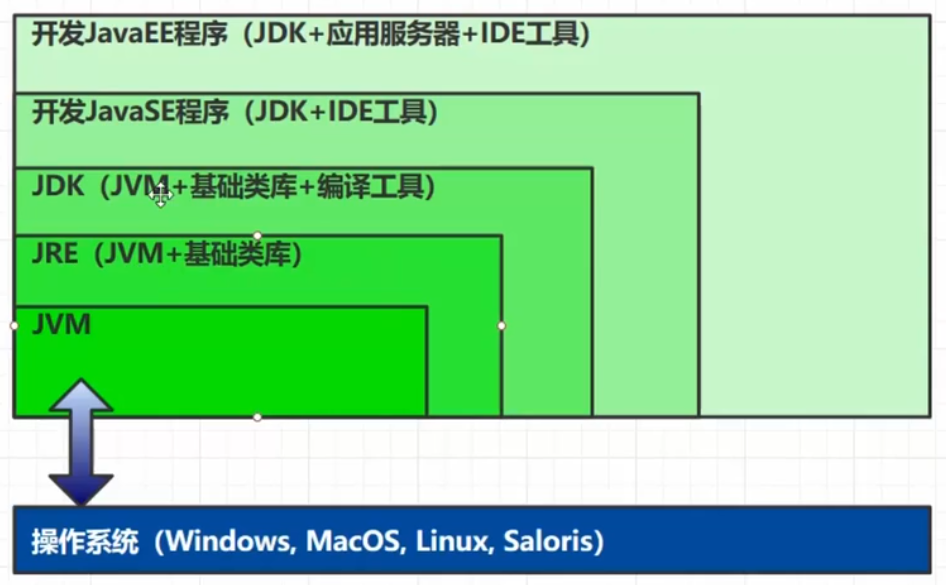 开发JavaEE程序（JDK+应用服务器+IDE工具）
开发JavaSE程序（JDK+IDE工具）
JDK（JVM+基础类库+编译工具）
JRE（JVM+基础类库）
JVM
操作系统（Windows, MacOS, Linux, Saloris）